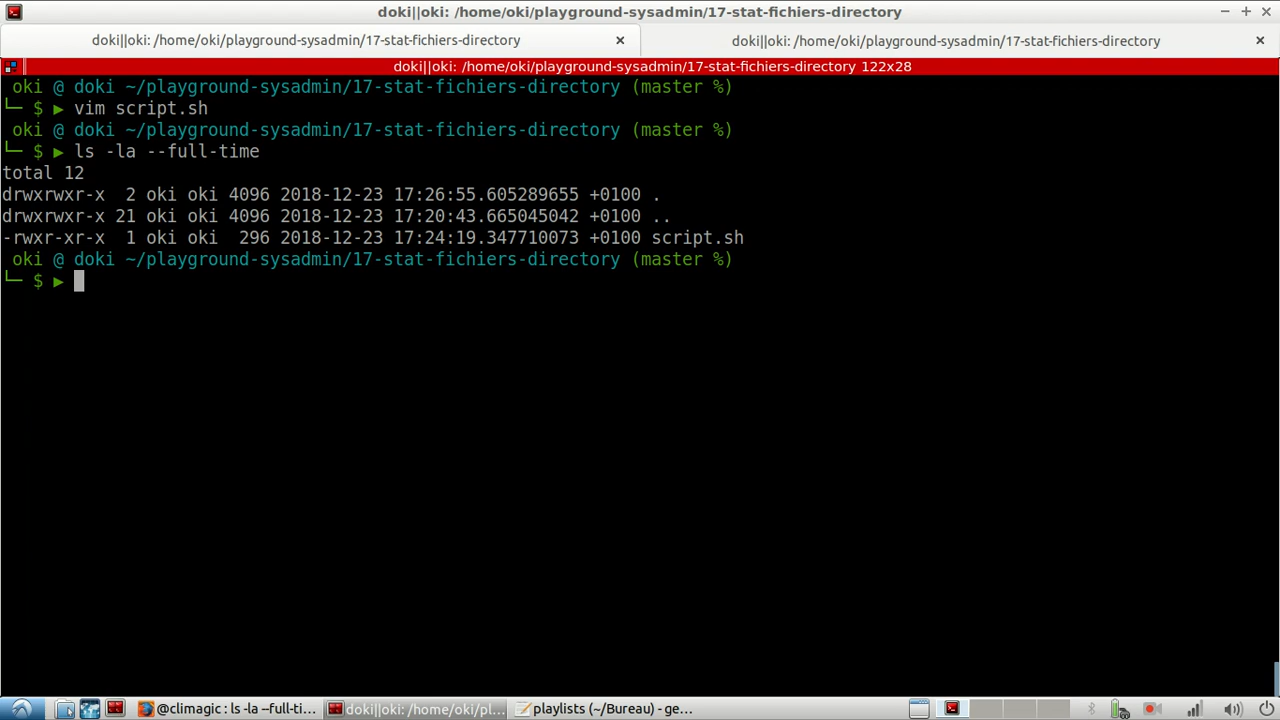 doki||oki: /home/oki/playground-sysadmin/17-stat-fichiers-directory
doki||oki: /home/oki/playground-sysadmin/17-stat-fichiers-directory
doki||oki: /home/oki/playground-sysadmin/17-stat-fichiers-directory
doki||oki: /home/oki/playground-sysadmin/17-stat-fichiers-directory 122x28
oki @ doki ~/playground-sysadmin/17-stat-fichiers-directory (master %)
└─ $ ▶ vim script.sh
oki @ doki ~/playground-sysadmin/17-stat-fichiers-directory (master %)
└─ $ ▶ ls -la --full-time
total 12
drwxrwxr-x  2 oki oki 4096 2018-12-23 17:26:55.605289655 +0100 .
drwxrwxr-x 21 oki oki 4096 2018-12-23 17:20:43.665045042 +0100 ..
-rwxr-xr-x  1 oki oki  296 2018-12-23 17:24:19.347710073 +0100 script.sh
oki @ doki ~/playground-sysadmin/17-stat-fichiers-directory (master %)
└─ $ ▶
@climagic : ls -la --full-ti...
doki||oki: /home/oki/pl...
playlists (~/Bureau) - ge...